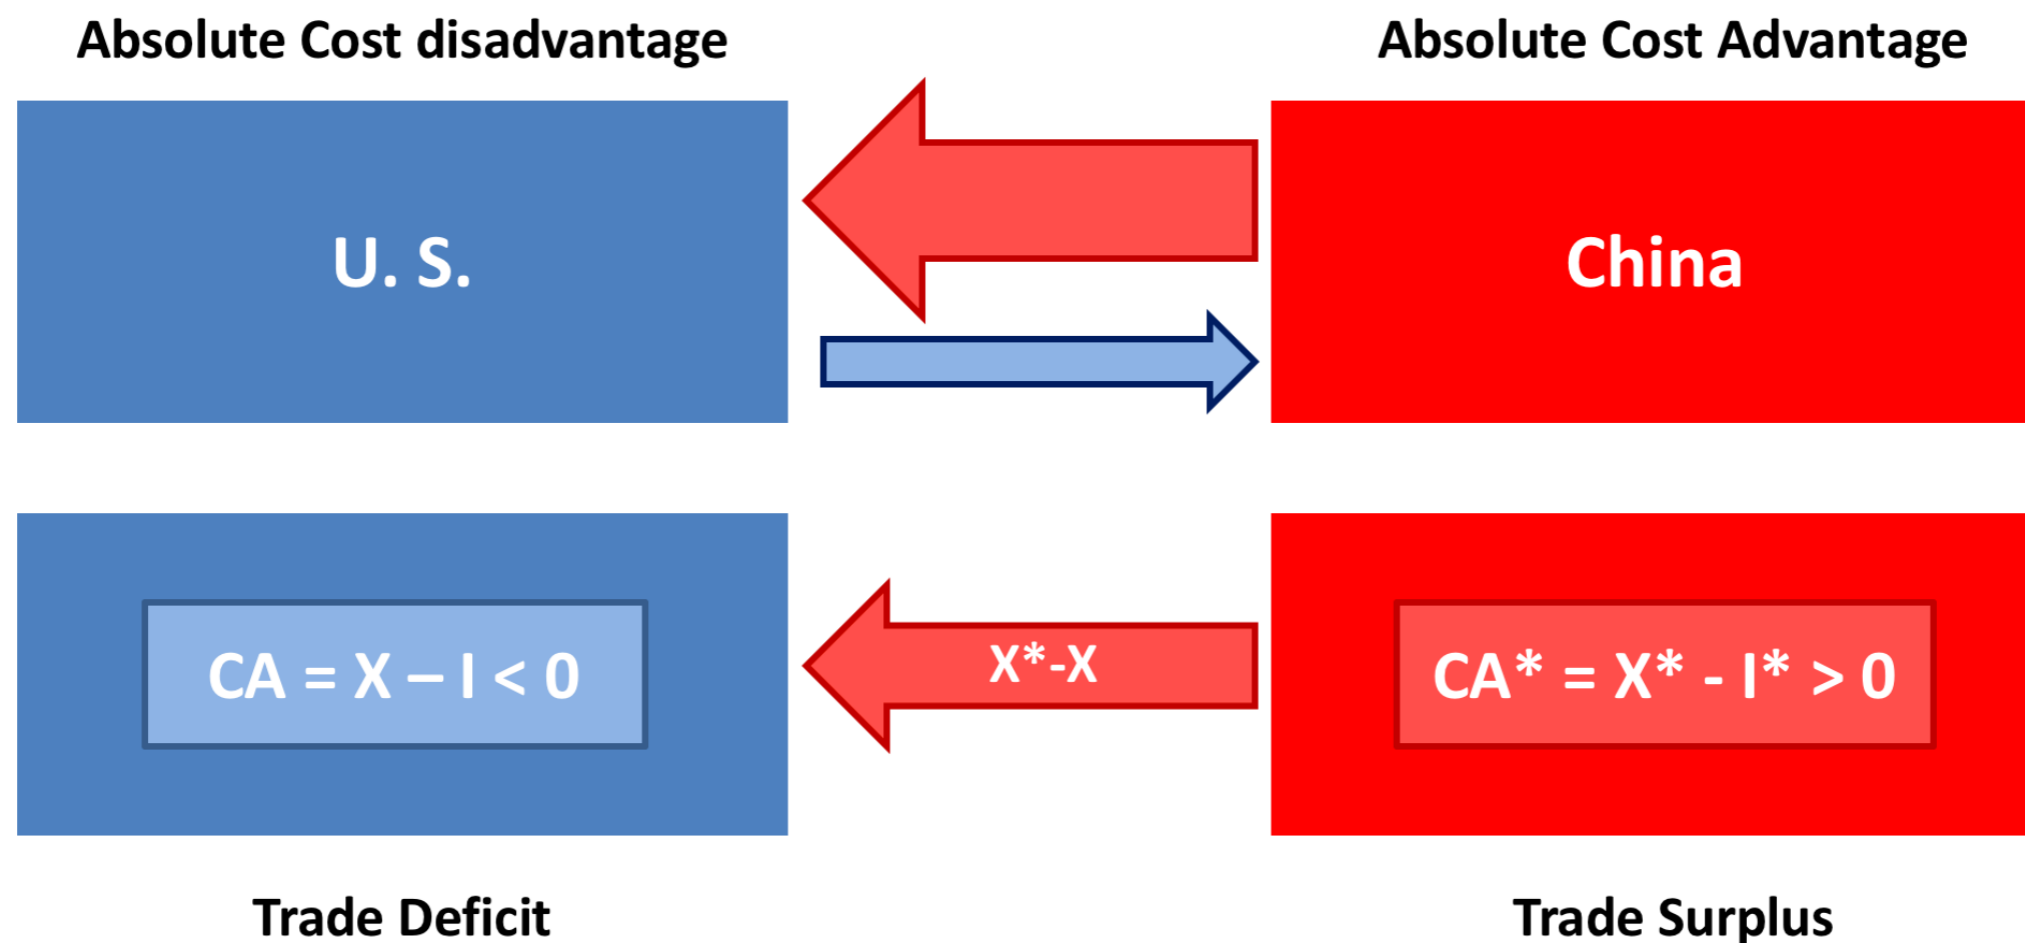 Absolute Cost disadvantage
Absolute Cost Advantage
U. S.
China
CA = X – I < 0
X*-X
CA* = X* - I* > 0
Trade Deficit
Trade Surplus